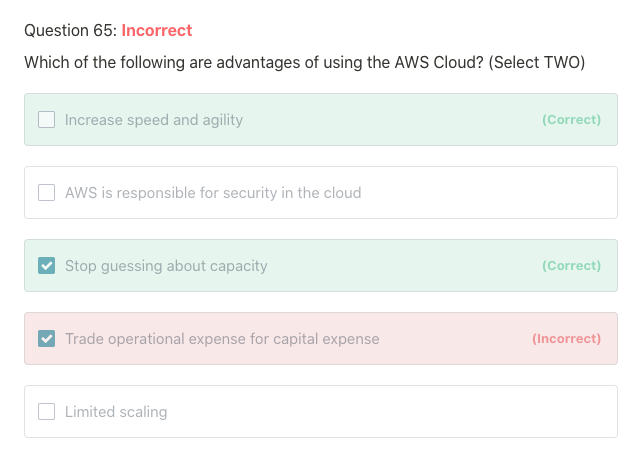 Question 65: Incorrect
Which of the following are advantages of using the AWS Cloud? (Select TWO)
Increase speed and agility (Correct)
AWS is responsible for security in the cloud
Stop guessing about capacity (Correct)
Trade operational expense for capital expense (Incorrect)
Limited scaling